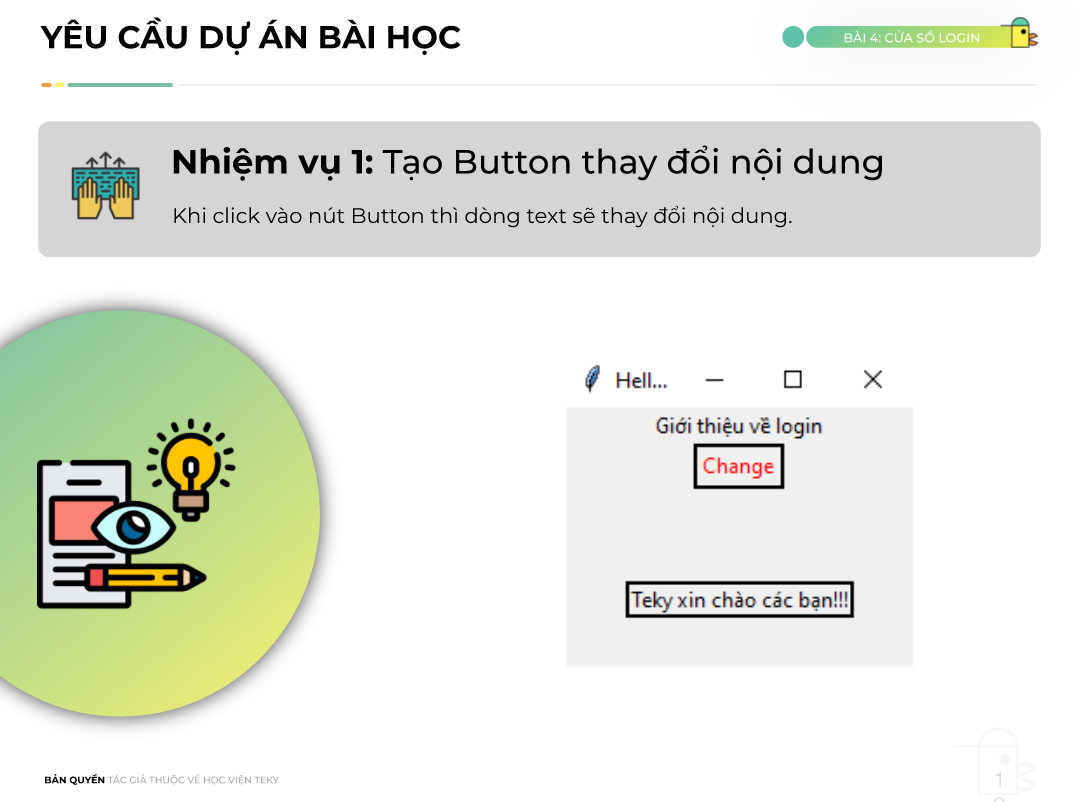 YÊU CẦU DỰ ÁN BÀI HỌC
BÀI 4: CỬA SỔ LOGIN
Nhiệm vụ 1: Tạo Button thay đổi nội dung
Khi click vào nút Button thì dòng text sẽ thay đổi nội dung.
Hell...
Giới thiệu về login
Change
Teky xin chào các bạn!!!
BẢN QUYỀN TÁC GIẢ THUỘC VỀ HỌC VIỆN TEKY
1